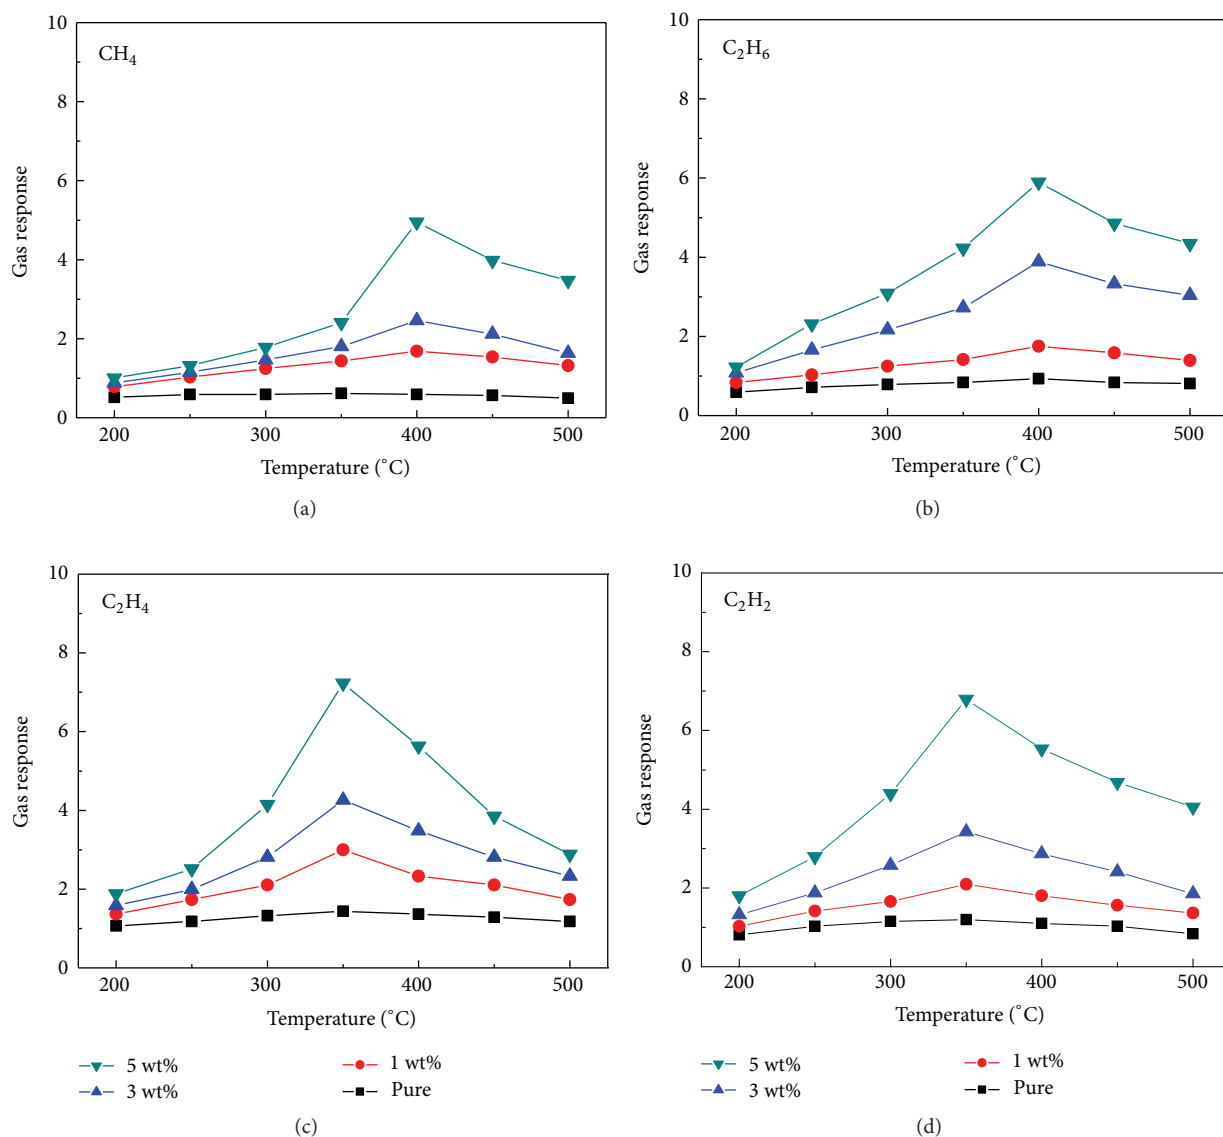 10
8
6
4
2
0
CH₄
Gas response
200
300
400
500
Temperature (°C)
(a)
10
8
6
4
2
0
C₂H₆
Gas response
200
300
400
500
Temperature (°C)
(b)
10
8
6
4
2
0
C₂H₄
Gas response
200
300
400
500
Temperature (°C)
5 wt%
1 wt%
3 wt%
Pure
(c)
10
8
6
4
2
0
C₂H₂
Gas response
200
300
400
500
Temperature (°C)
5 wt%
1 wt%
3 wt%
Pure
(d)